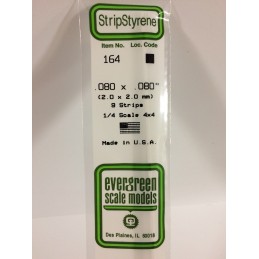 StripStyrene
Item No. Loc. Code
164
.080 x .080"
(2.0 x 2.0 mm)
9 Strips
1/4 Scale 4x4
Made in U.S.A.
evergreen
scale models
Des Plaines, IL 60018